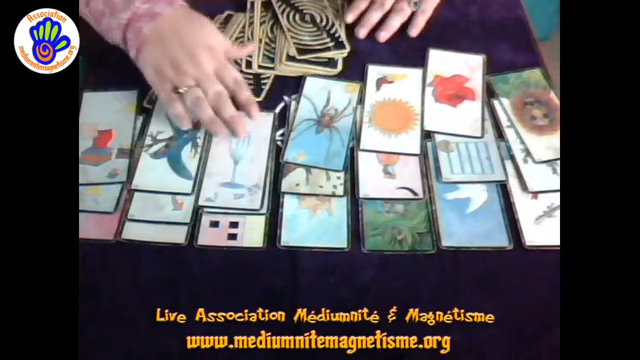 Association
mediumnitemagnetisme.org
Live Association Médiumnité & Magnétisme
www.mediumnitemagnetisme.org